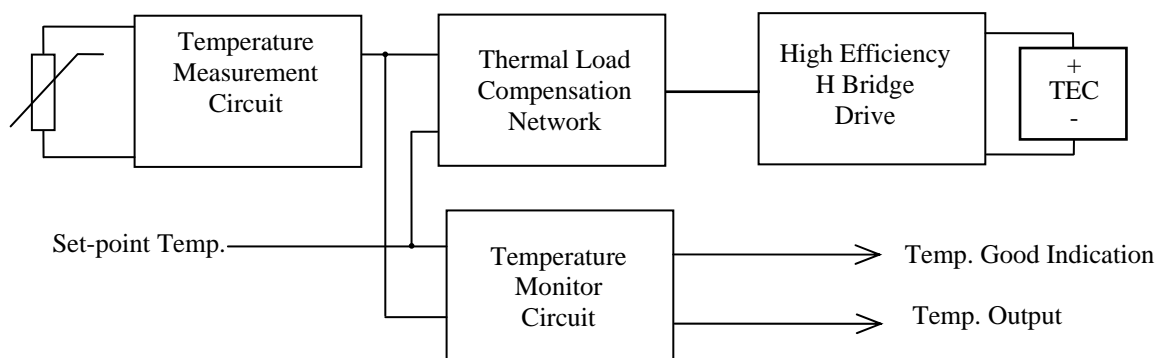 Temperature
Measurement
Circuit
Thermal Load
Compensation
Network
High Efficiency
H Bridge
Drive
+
TEC
-
Set-point Temp.
Temperature
Monitor
Circuit
Temp. Good Indication
Temp. Output